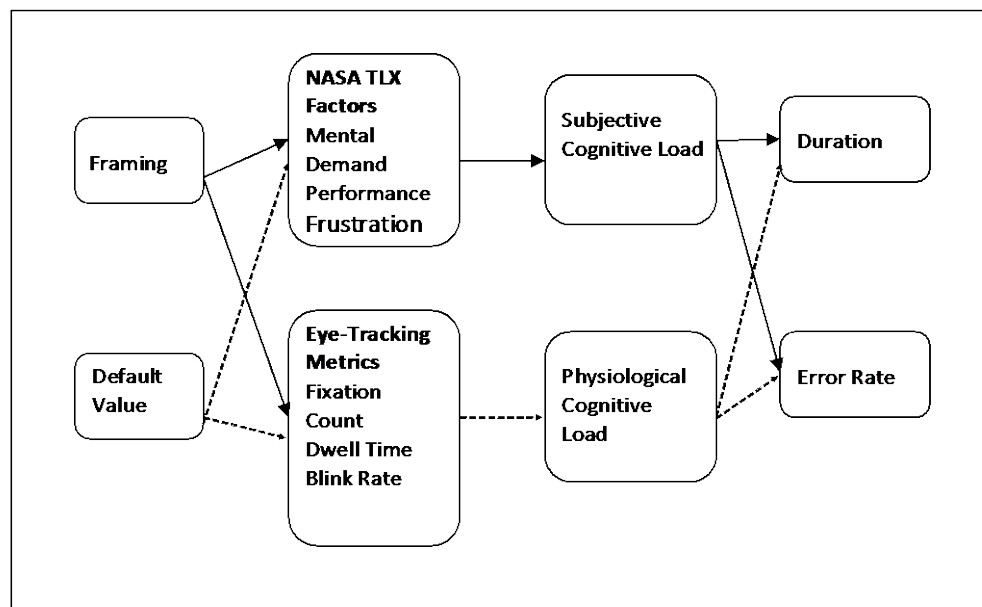 Framing
Default
Value
NASA TLX
Factors
Mental
Demand
Performance
Frustration
Eye-Tracking
Metrics
Fixation
Count
Dwell Time
Blink Rate
Subjective
Cognitive Load
Physiological
Cognitive
Load
Duration
Error Rate